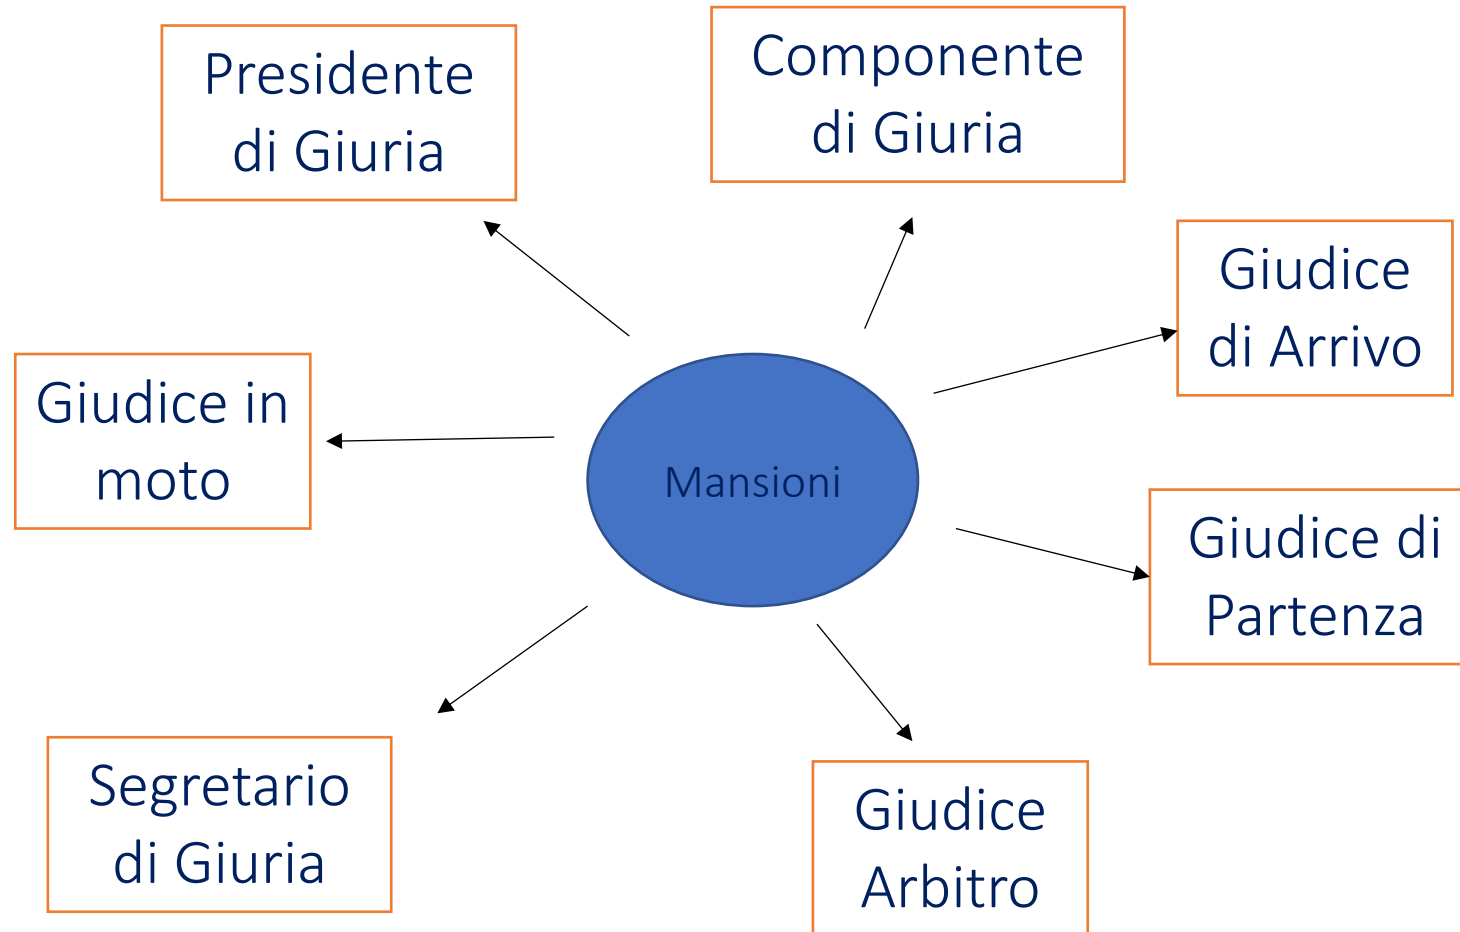 Presidente
di Giuria
Componente
di Giuria
Giudice
di Arrivo
Giudice in
moto
Mansioni
Giudice di
Partenza
Segretario
di Giuria
Giudice
Arbitro